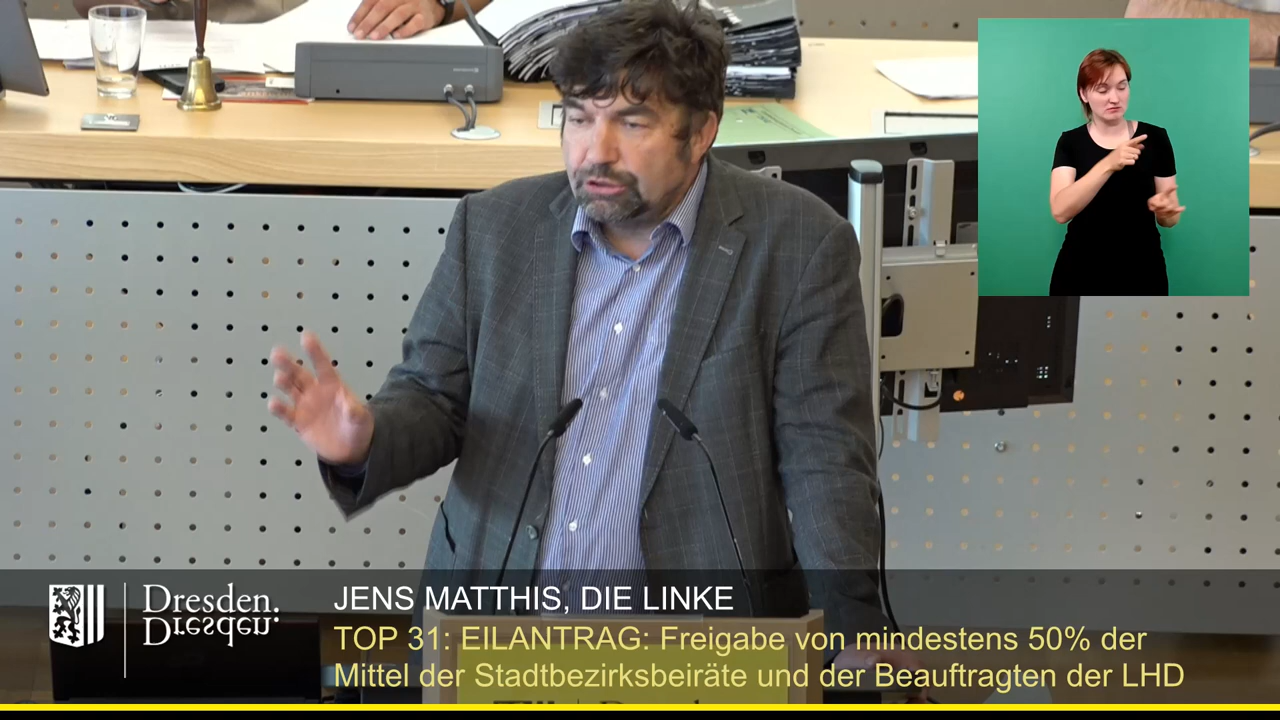 Dresden.
Dresden.
JENS MATTHIS, DIE LINKE
TOP 31: EILANTRAG: Freigabe von mindestens 50% der
Mittel der Stadtbezirksbeiräte und der Beauftragten der LHD